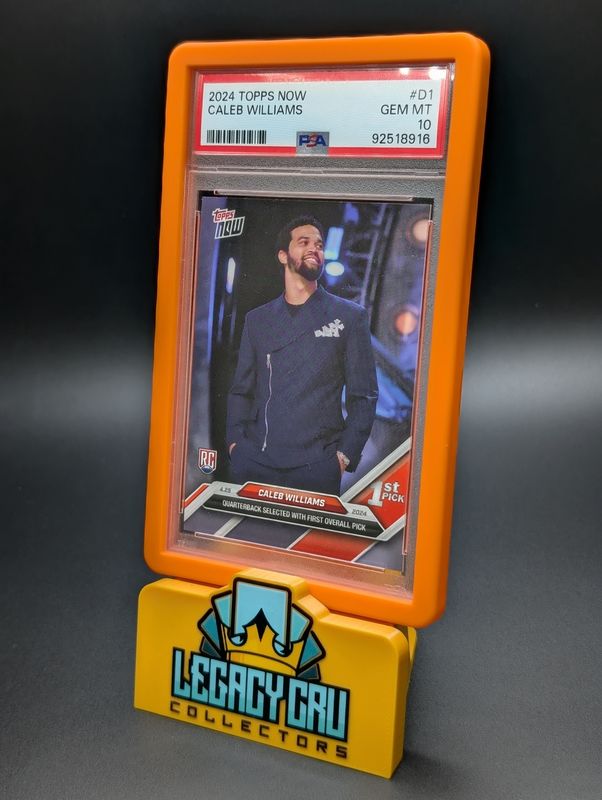 2024 TOPPS NOW #D1
CALEB WILLIAMS GEM MT
10
PSA 92518916
Topps
NOW
RC
1st
PICK
4.25 CALEB WILLIAMS 2024
QUARTERBACK SELECTED WITH FIRST OVERALL PICK
LEGACY CRU
COLLECTORS